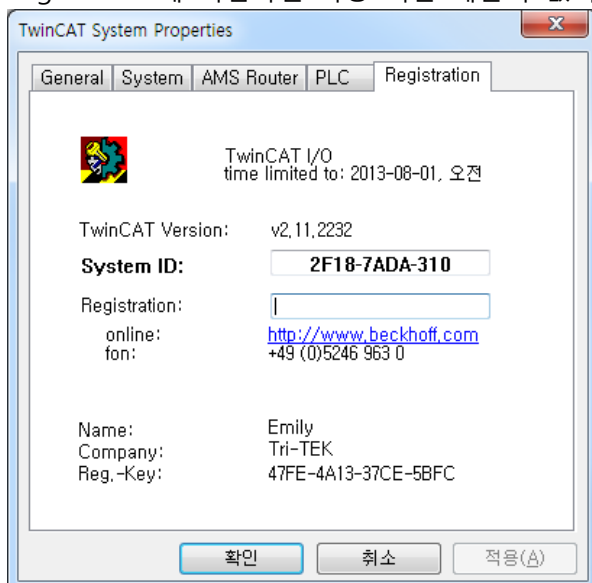 TwinCAT System Properties
General System AMS Router PLC Registration
TwinCAT I/O
time limited to: 2013-08-01, 오전
TwinCAT Version: v2,11,2232
System ID: 2F18-7ADA-310
Registration:
online: http://www.beckhoff.com
fon: +49 (0)5246 963 0
Name: Emily
Company: Tri-TEK
Reg,-Key: 47FE-4A13-37CE-5BFC
확인 취소 적용(A)